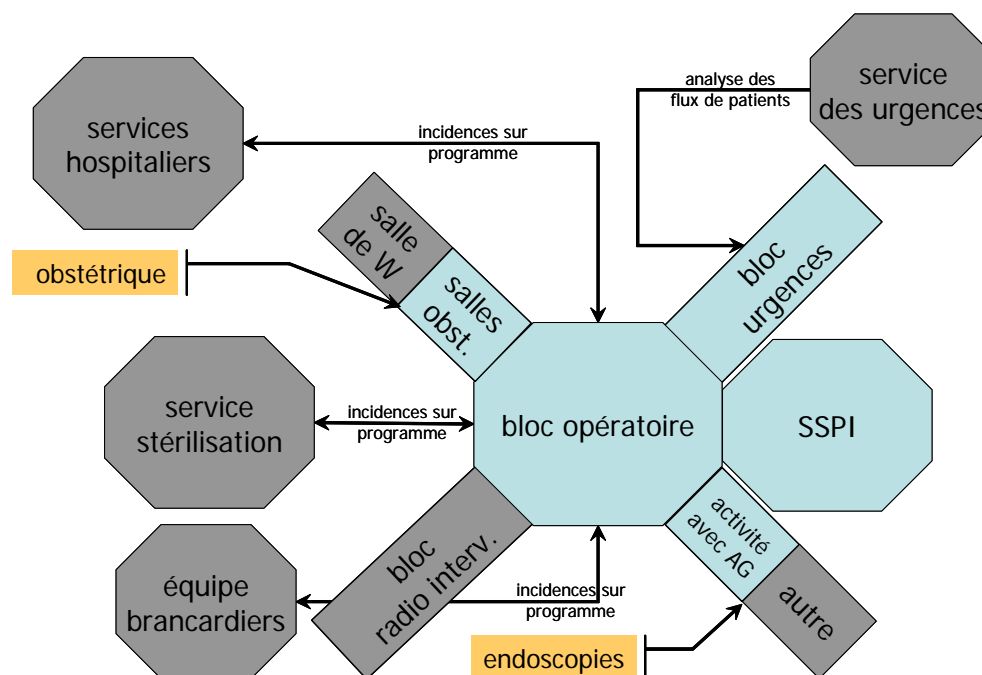 analyse des
flux de patients
service
des urgences
services
hospitaliers
incidences sur
programme
salle
de W
bloc
urgences
obstétrique
salles
obst.
service
stérilisation
incidences sur
programme
bloc opératoire
SSPI
activité
avec AG
bloc
radio interv.
équipe
brancardiers
incidences sur
programme
autre
endoscopies